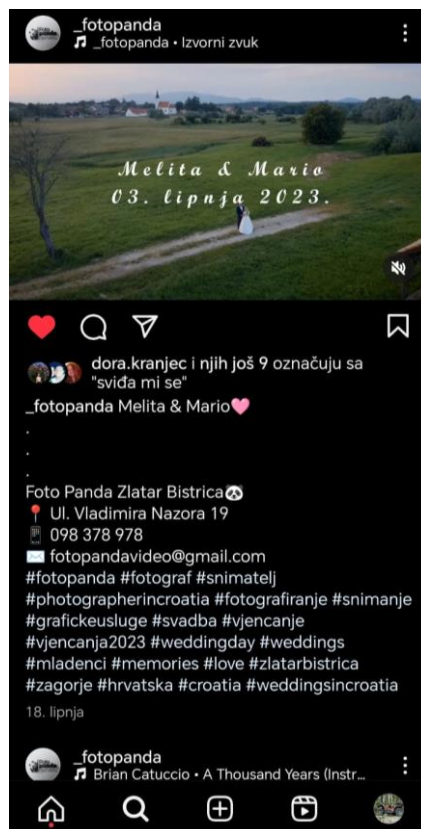 _fotopanda
_fotopanda • Izvorni zvuk
Melita & Mario
03. lipnja 2023.
dora.kranjec i njih još 9 označuju sa
"sviđa mi se"
_fotopanda Melita & Mario🩷
.
.
.
Foto Panda Zlatar Bistrica🐼
📍 Ul. Vladimira Nazora 19
📱 098 378 978
✉️ fotopandavideo@gmail.com
#fotopanda #fotograf #snimatelj
#photographerincroatia #fotografiranje #snimanje
#grafickeusluge #svadba #vjencanje
#vjencanja2023 #weddingday #weddings
#mladenci #memories #love #zlatarbistrica
#zagorje #hrvatska #croatia #weddingsincroatia
18. lipnja
_fotopanda
Brian Catuccio • A Thousand Years (Instr...